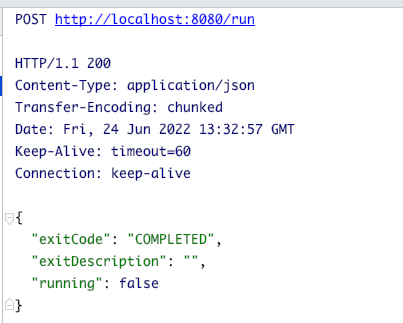 POST http://localhost:8080/run
HTTP/1.1 200
Content-Type: application/json
Transfer-Encoding: chunked
Date: Fri, 24 Jun 2022 13:32:57 GMT
Keep-Alive: timeout=60
Connection: keep-alive
{
"exitCode": "COMPLETED",
"exitDescription": "",
"running": false
}